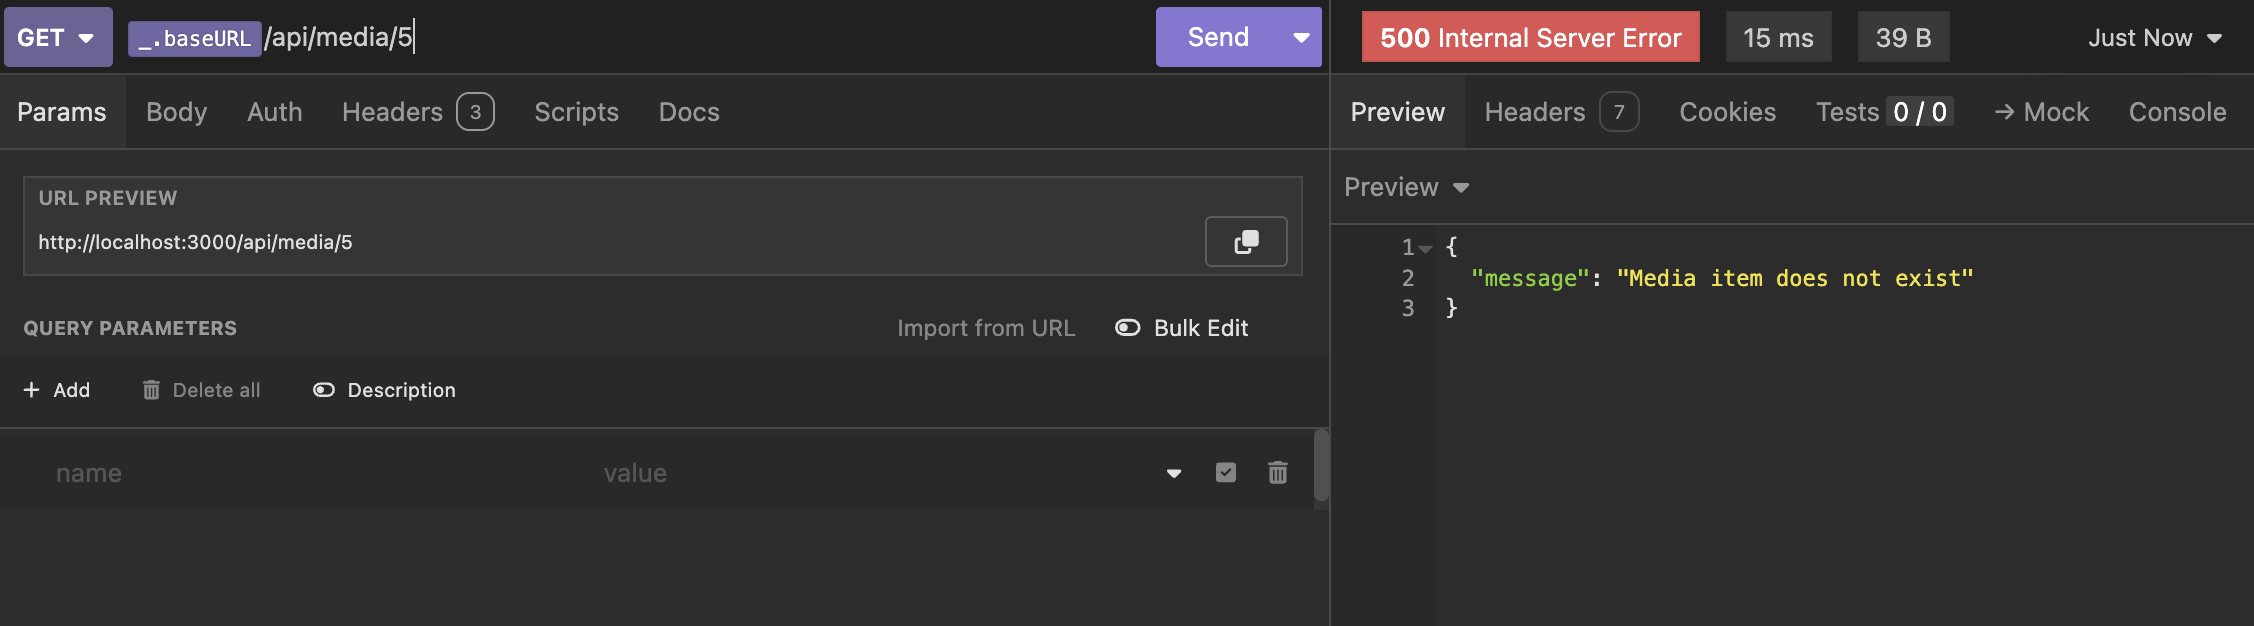 GET _.baseURL /api/media/5 Send
500 Internal Server Error 15 ms 39 B Just Now
Params Body Auth Headers 3 Scripts Docs
Preview Headers 7 Cookies Tests 0 / 0 → Mock Console
URL PREVIEW
http://localhost:3000/api/media/5
QUERY PARAMETERS Import from URL Bulk Edit
+ Add Delete all Description
name value
Preview
1 {
2 "message": "Media item does not exist"
3 }